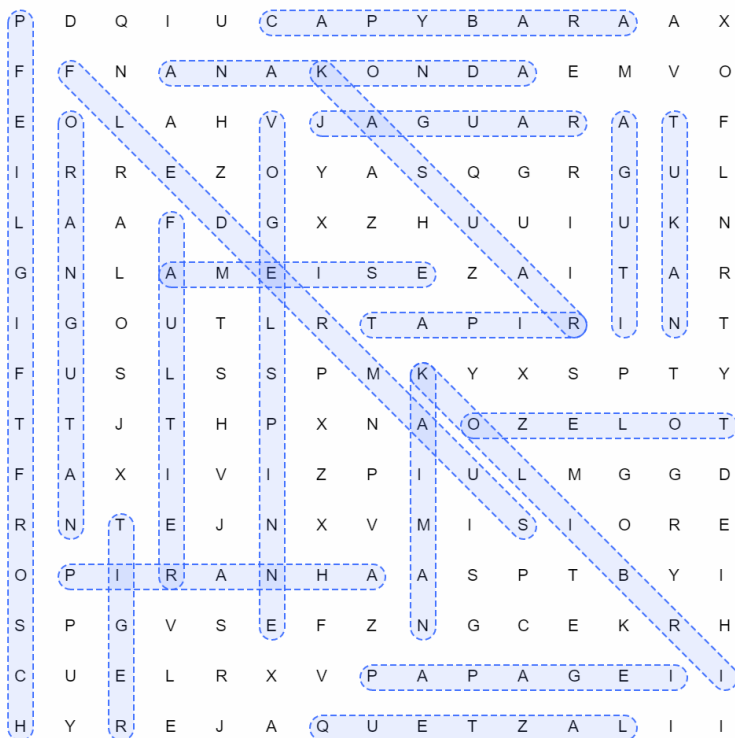 P D Q I U C A P Y B A R A A X
F F N A N A K O N D A E M V O
E O L A H V J A G U A R A T F
I R R E Z O Y A S Q G R G U L
L A A F D G X Z H U U I U K N
G N L A M E I S E Z A I T A R
I G O U T L R T A P I R I N T
F U S L S S P M K Y X S P T Y
T T J T H P X N A O Z E L O T
F A X I V I Z P I U L M G G D
R N T E J N X V M I S I O R E
O P I R A N H A A S P T B Y I
S P G V S E F Z N G C E K R H
C U E L R X V P A P A G E I I
H Y R E J A Q U E T Z A L I I